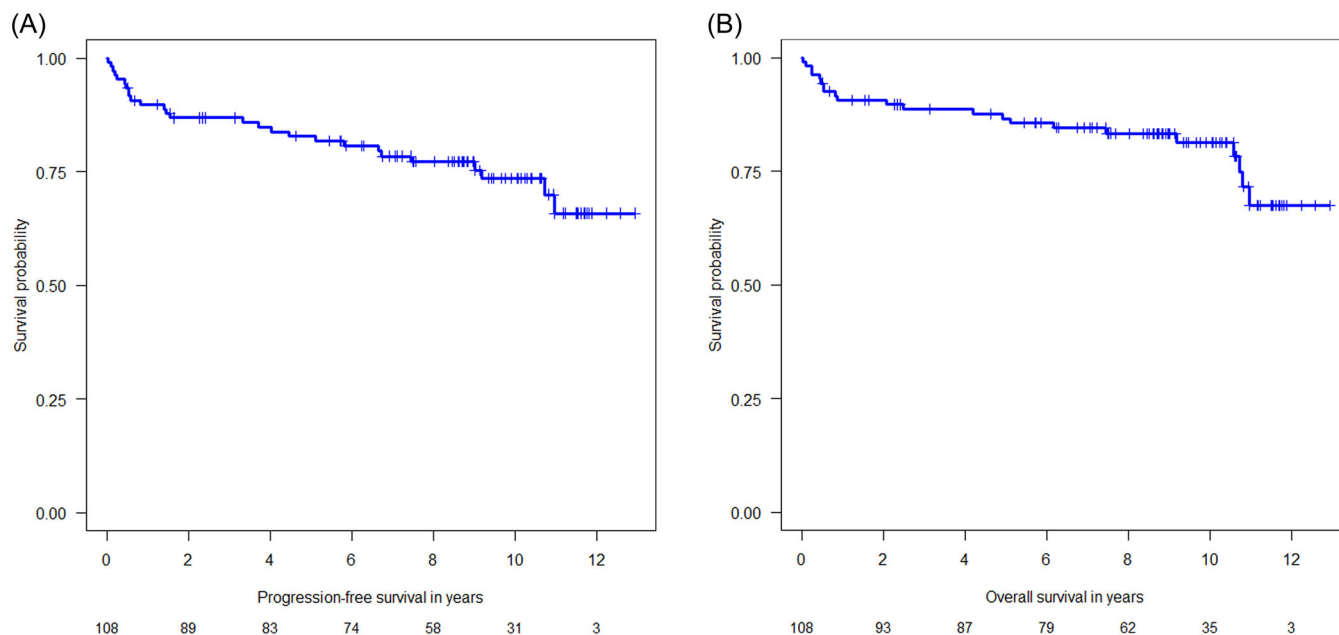 (A)
Survival probability
1.00
0.75
0.50
0.25
0.00
0 2 4 6 8 10 12
Progression-free survival in years
108 89 83 74 58 31 3
(B)
Survival probability
1.00
0.75
0.50
0.25
0.00
0 2 4 6 8 10 12
Overall survival in years
108 93 87 79 62 35 3